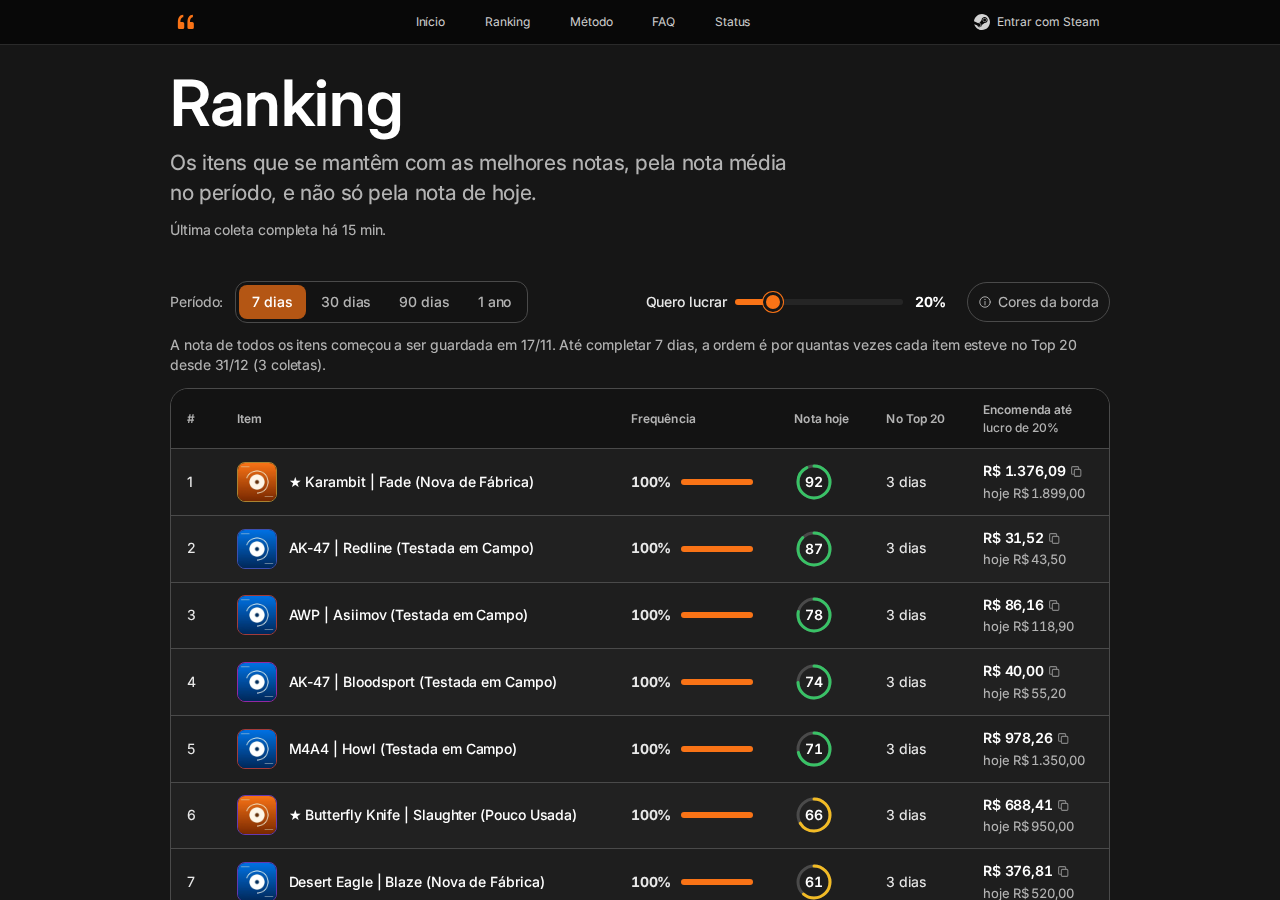 Início Ranking Método FAQ Status Entrar com Steam
Ranking
Os itens que se mantêm com as melhores notas, pela nota média
no período, e não só pela nota de hoje.
Última coleta completa há 15 min.
Período: 7 dias 30 dias 90 dias 1 ano Quero lucrar 20% Cores da borda
A nota de todos os itens começou a ser guardada em 17/11. Até completar 7 dias, a ordem é por quantas vezes cada item esteve no Top 20
desde 31/12 (3 coletas).
# Item Frequência Nota hoje No Top 20 Encomenda até
lucro de 20%
1 ★ Karambit | Fade (Nova de Fábrica) 100% 92 3 dias R$ 1.376,09
hoje R$ 1.899,00
2 AK-47 | Redline (Testada em Campo) 100% 87 3 dias R$ 31,52
hoje R$ 43,50
3 AWP | Asiimov (Testada em Campo) 100% 78 3 dias R$ 86,16
hoje R$ 118,90
4 AK-47 | Bloodsport (Testada em Campo) 100% 74 3 dias R$ 40,00
hoje R$ 55,20
5 M4A4 | Howl (Testada em Campo) 100% 71 3 dias R$ 978,26
hoje R$ 1.350,00
6 ★ Butterfly Knife | Slaughter (Pouco Usada) 100% 66 3 dias R$ 688,41
hoje R$ 950,00
7 Desert Eagle | Blaze (Nova de Fábrica) 100% 61 3 dias R$ 376,81
hoje R$ 520,00